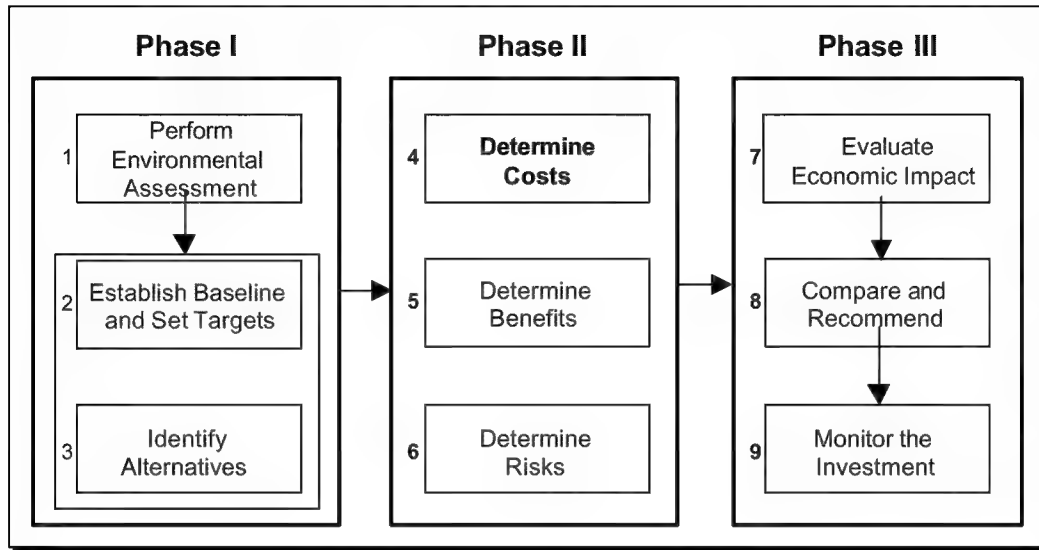 Phase I
1
Perform
Environmental
Assessment
2
Establish Baseline
and Set Targets
3
Identify
Alternatives
Phase II
4
Determine
Costs
5
Determine
Benefits
6
Determine
Risks
Phase III
7
Evaluate
Economic Impact
8
Compare and
Recommend
9
Monitor the
Investment